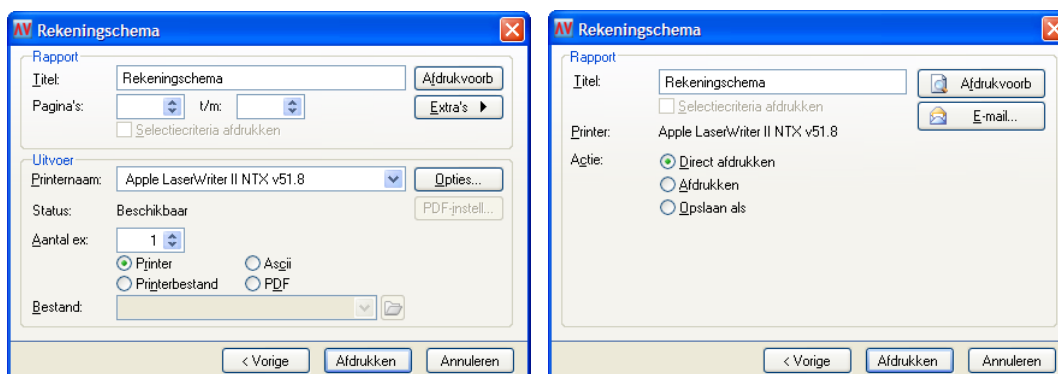 AV Rekeningschema
Rapport
Titel: Rekeningschema Afdrukvoorb
Pagina's: t/m: Extra's
Selectiecriteria afdrukken
Uitvoer
Printernaam: Apple LaserWriter II NTX v51.8 Opties...
Status: Beschikbaar PDF-instell...
Aantal ex: 1
Printer Ascii
Printerbestand PDF
Bestand:
< Vorige Afdrukken Annuleren
AV Rekeningschema
Rapport
Titel: Rekeningschema Afdrukvoorb
Selectiecriteria afdrukken E-mail...
Printer: Apple LaserWriter II NTX v51.8
Actie: Direct afdrukken
Afdrukken
Opslaan als
< Vorige Afdrukken Annuleren